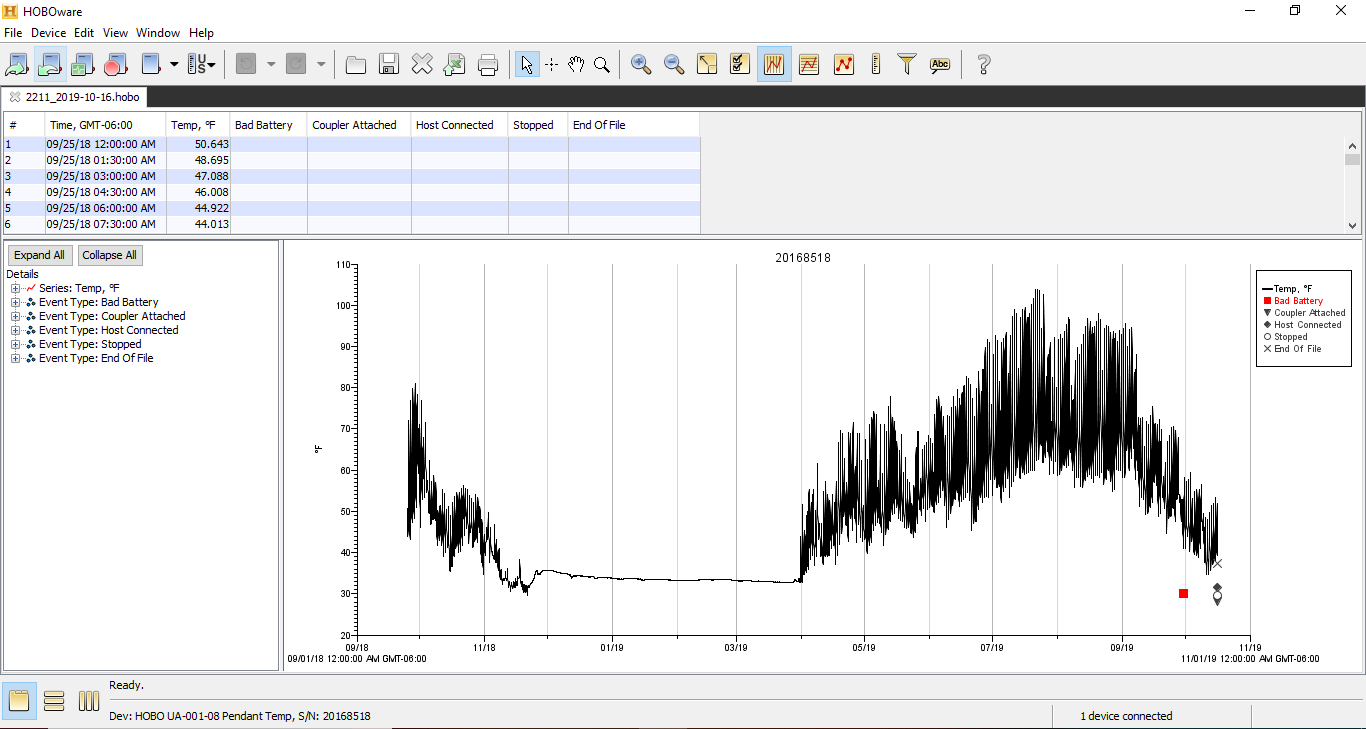 HOBOware
File Device Edit View Window Help
2211_2019-10-16.hobo
# Time, GMT-06:00 Temp, °F Bad Battery Coupler Attached Host Connected Stopped End Of File
1 09/25/18 12:00:00 AM 50.643
2 09/25/18 01:30:00 AM 48.695
3 09/25/18 03:00:00 AM 47.088
4 09/25/18 04:30:00 AM 46.008
5 09/25/18 06:00:00 AM 44.922
6 09/25/18 07:30:00 AM 44.013
Expand All Collapse All
Details
Series: Temp, °F
Event Type: Bad Battery
Event Type: Coupler Attached
Event Type: Host Connected
Event Type: Stopped
Event Type: End Of File
20168518
110
100
90
80
70
60
50
40
30
20
°F
09/18 11/18 01/19 03/19 05/19 07/19 09/19 11/19
09/01/18 12:00:00 AM GMT-06:00 11/01/19 12:00:00 AM GMT-06:00
Temp, °F
Bad Battery
Coupler Attached
Host Connected
Stopped
End Of File
Ready.
Dev: HOBO UA-001-08 Pendant Temp, S/N: 20168518 1 device connected